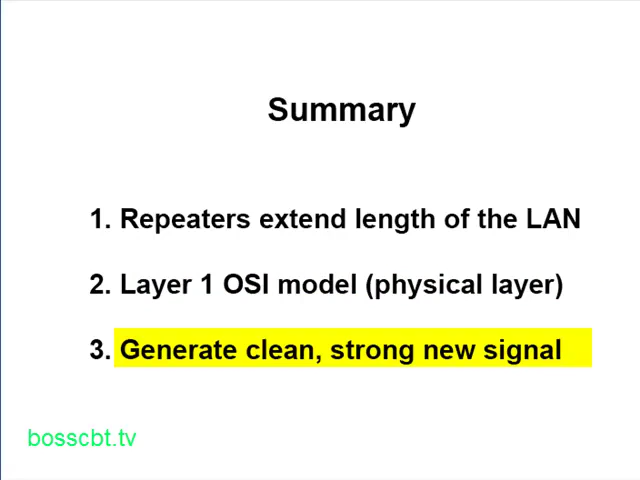 Summary
1. Repeaters extend length of the LAN
2. Layer 1 OSI model (physical layer)
3. Generate clean, strong new signal
bosscbt.tv